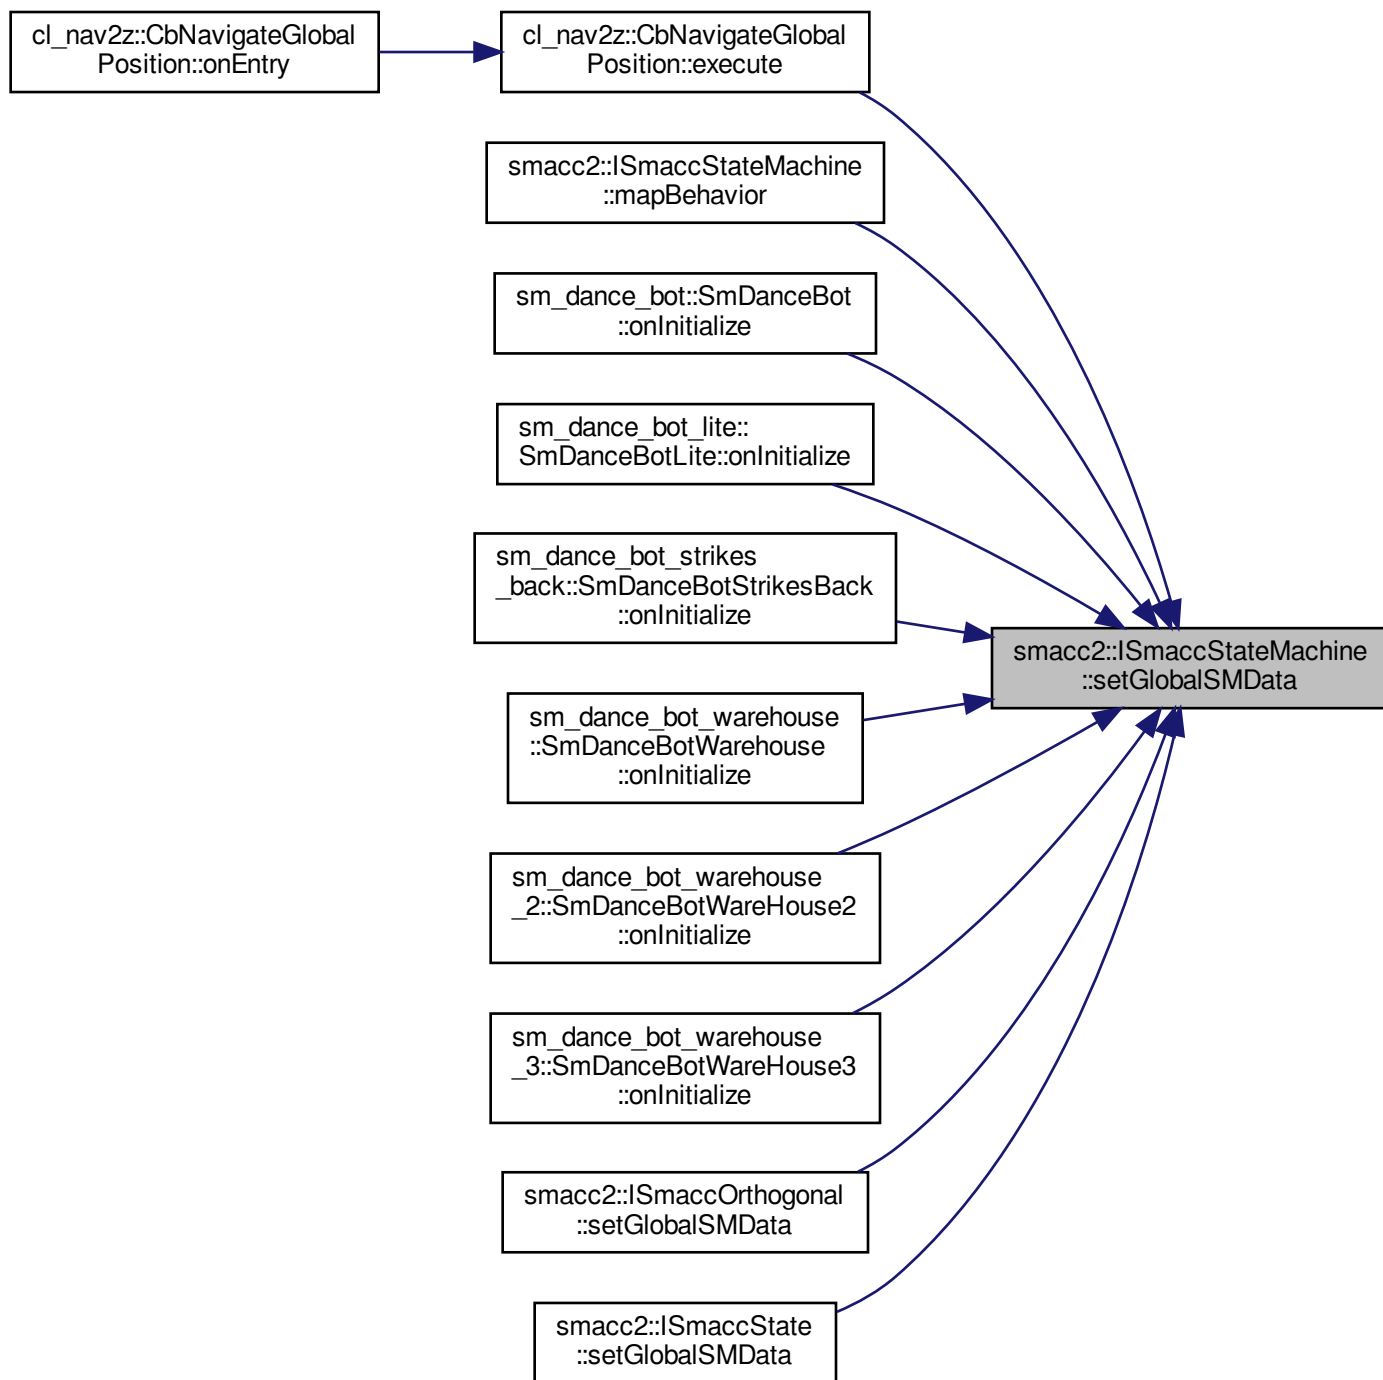 cl_nav2z::CbNavigateGlobal
Position::onEntry
cl_nav2z::CbNavigateGlobal
Position::execute
smacc2::ISmaccStateMachine
::mapBehavior
sm_dance_bot::SmDanceBot
::onInitialize
sm_dance_bot_lite::
SmDanceBotLite::onInitialize
sm_dance_bot_strikes
_back::SmDanceBotStrikesBack
::onInitialize
smacc2::ISmaccStateMachine
::setGlobalSMData
sm_dance_bot_warehouse
::SmDanceBotWarehouse
::onInitialize
sm_dance_bot_warehouse
_2::SmDanceBotWareHouse2
::onInitialize
sm_dance_bot_warehouse
_3::SmDanceBotWareHouse3
::onInitialize
smacc2::ISmaccOrthogonal
::setGlobalSMData
smacc2::ISmaccState
::setGlobalSMData